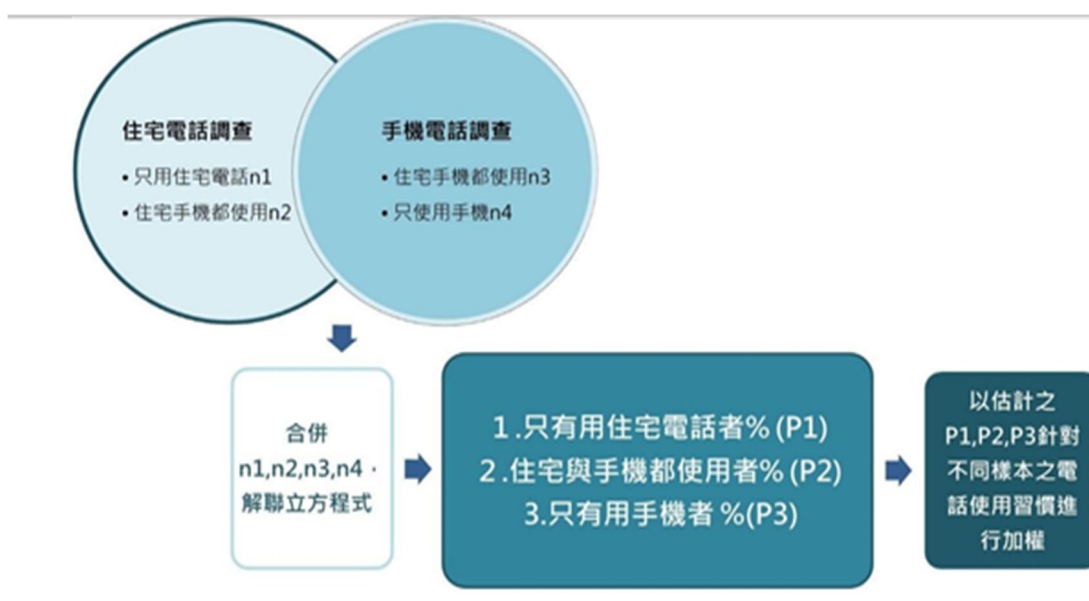 住宅電話調查
• 只用住宅電話n1
• 住宅手機都使用n2
手機電話調查
• 住宅手機都使用n3
• 只使用手機n4
合併
n1,n2,n3,n4，
解聯立方程式
1.只有用住宅電話者%(P1)
2.住宅與手機都使用者%(P2)
3.只有用手機者 %(P3)
以估計之
P1,P2,P3針對
不同樣本之電
話使用習慣進
行加權